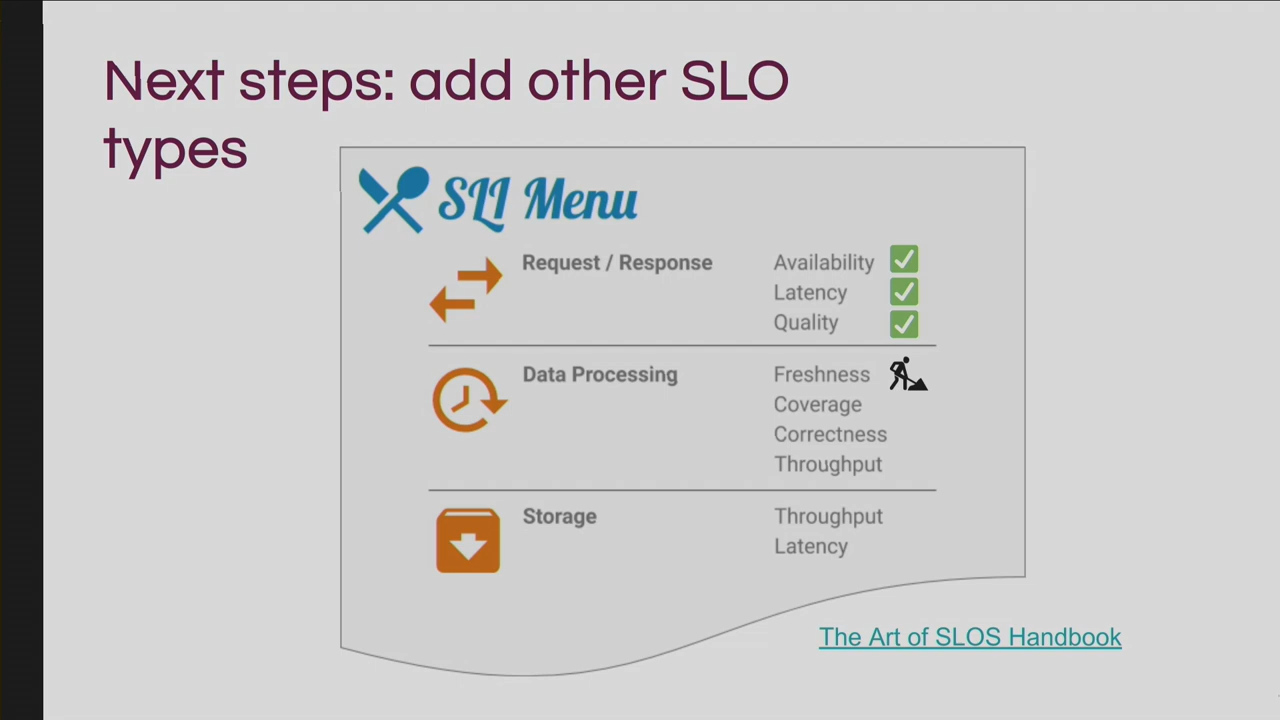 Next steps: add other SLO
types
SLI Menu
Request / Response
Availability
Latency
Quality
Data Processing
Freshness
Coverage
Correctness
Throughput
Storage
Throughput
Latency
The Art of SLOS Handbook